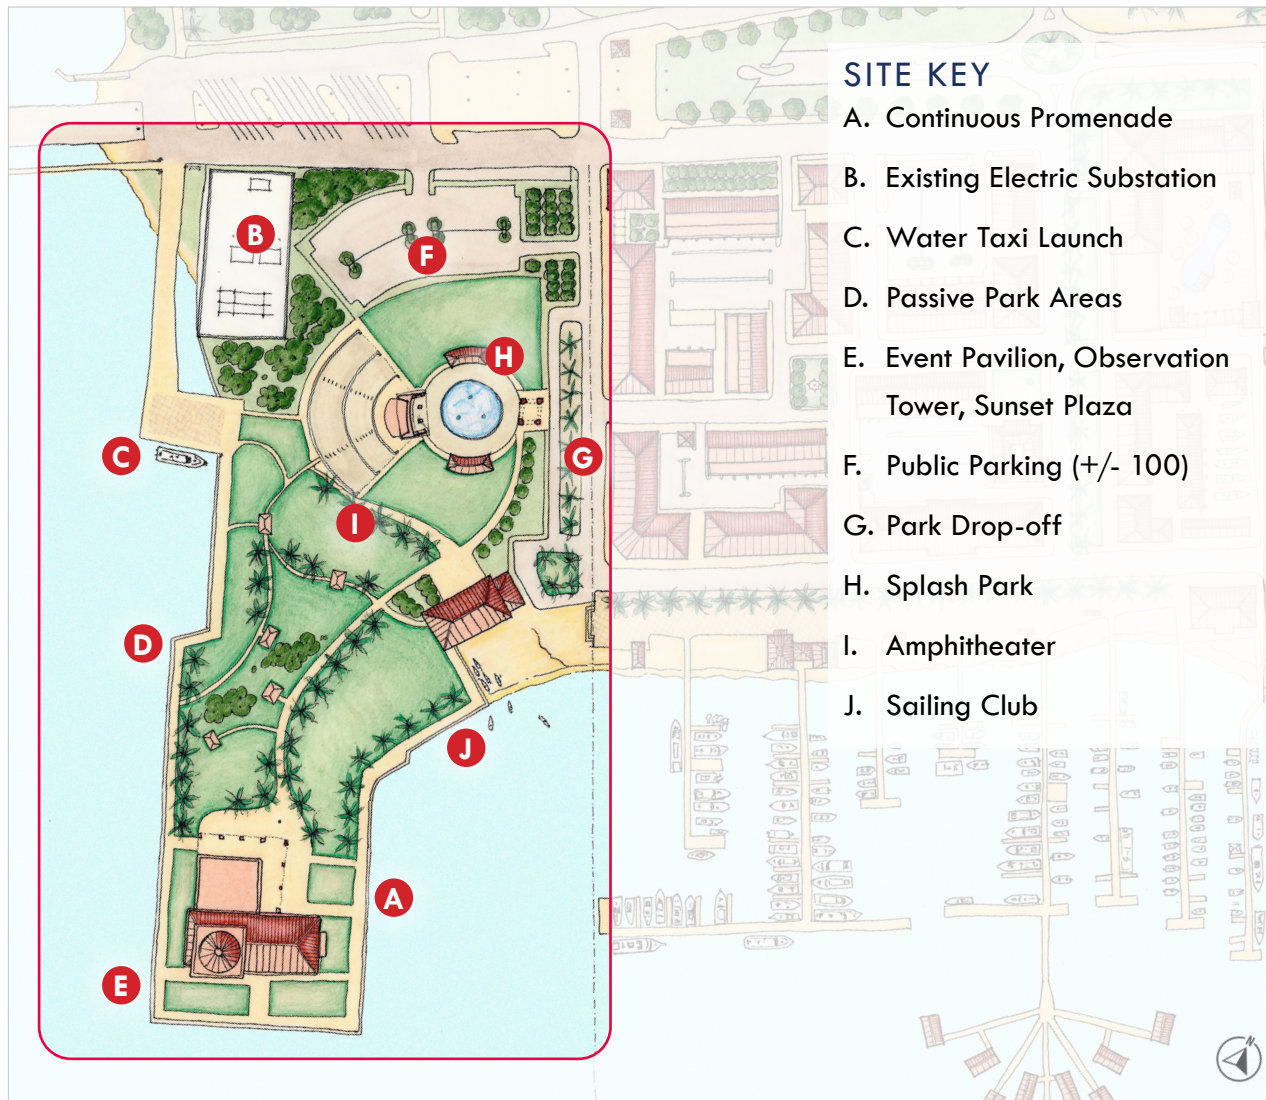 SITE KEY
A. Continuous Promenade
B. Existing Electric Substation
C. Water Taxi Launch
D. Passive Park Areas
E. Event Pavilion, Observation
Tower, Sunset Plaza
F. Public Parking (+/- 100)
G. Park Drop-off
H. Splash Park
I. Amphitheater
J. Sailing Club
B
F
H
C
G
I
D
J
A
E
N